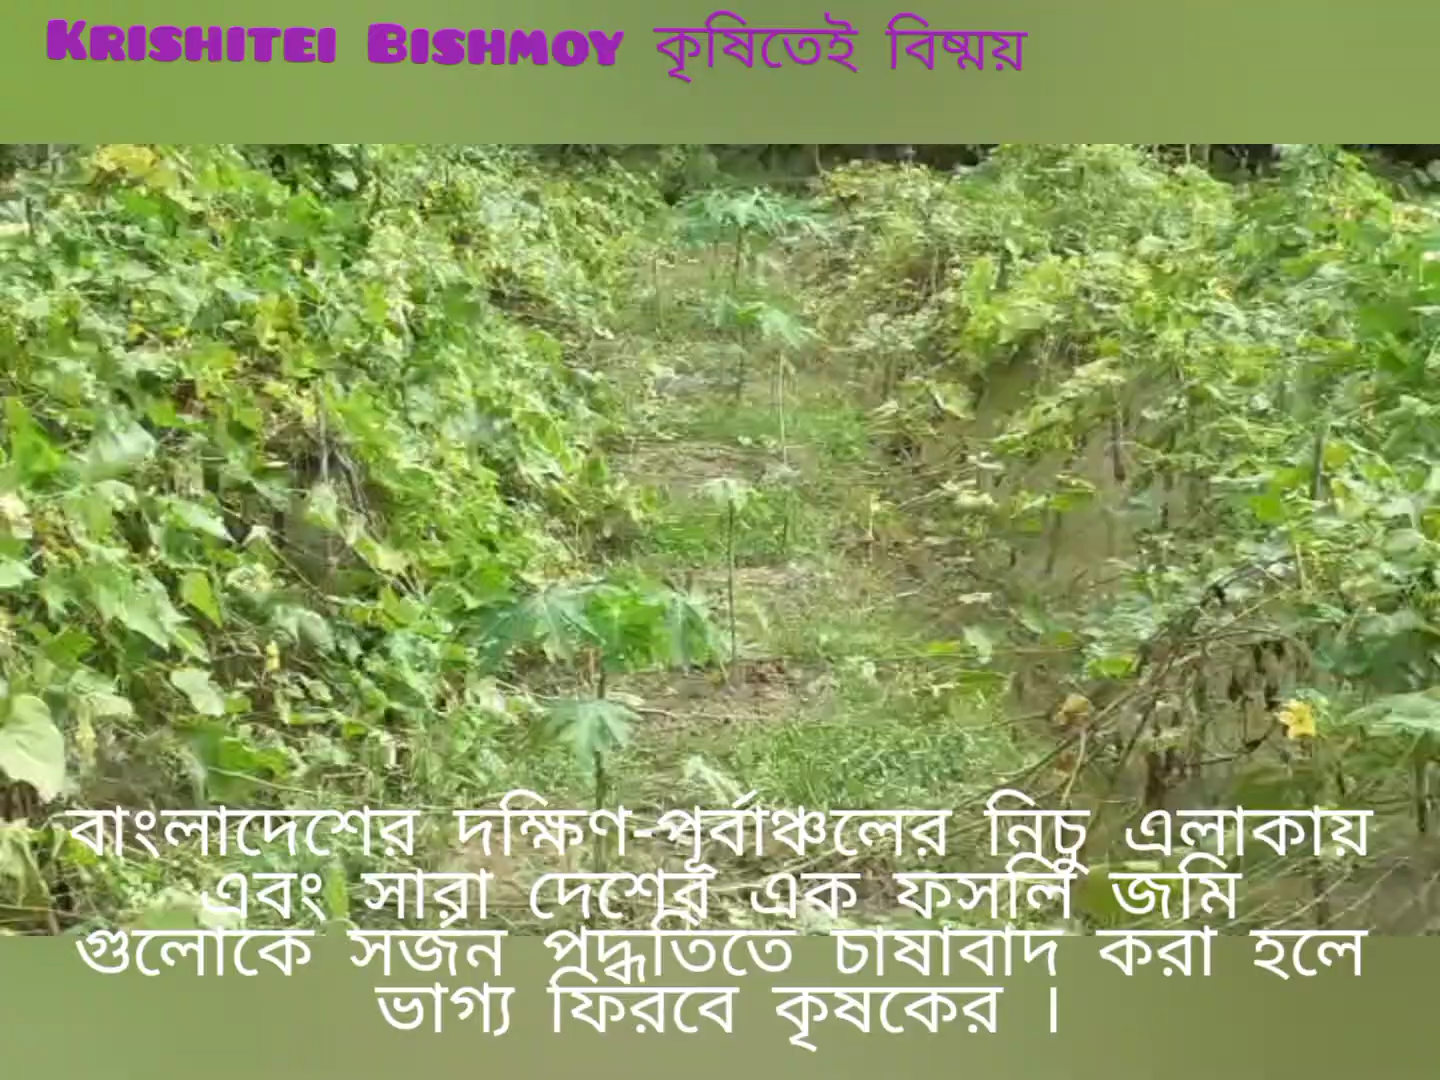 Krishitei Bishmoy কৃষিতেই বিষ্ময়
বাংলাদেশের দক্ষিণ-পূর্বাঞ্চলের নিচু এলাকায়
এবং সারা দেশের এক ফসলি জমি
গুলোকে সর্জন পদ্ধতিতে চাষাবাদ করা হলে
ভাগ্য ফিরবে কৃষকের ।